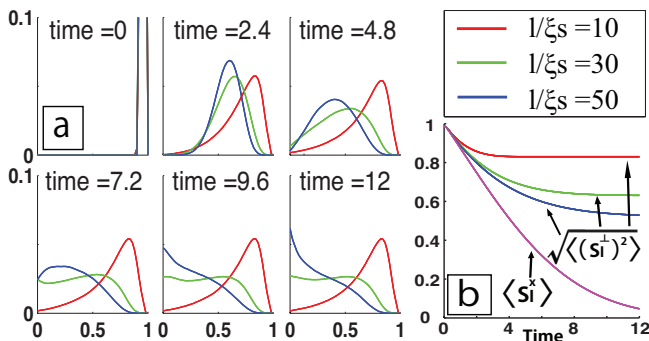 0.1
time =0
time =2.4
time =4.8
a
0
0.1
time =7.2
time =9.6
time =12
0
0 0.5 1
0 0.5 1
0 0.5 1
l/ξs =10
l/ξs =30
l/ξs =50
1
0.8
0.6
0.4
0.2
0
√⟨(sᵢ^⊥)²⟩
⟨sᵢˣ⟩
b
0 4 8 12
Time